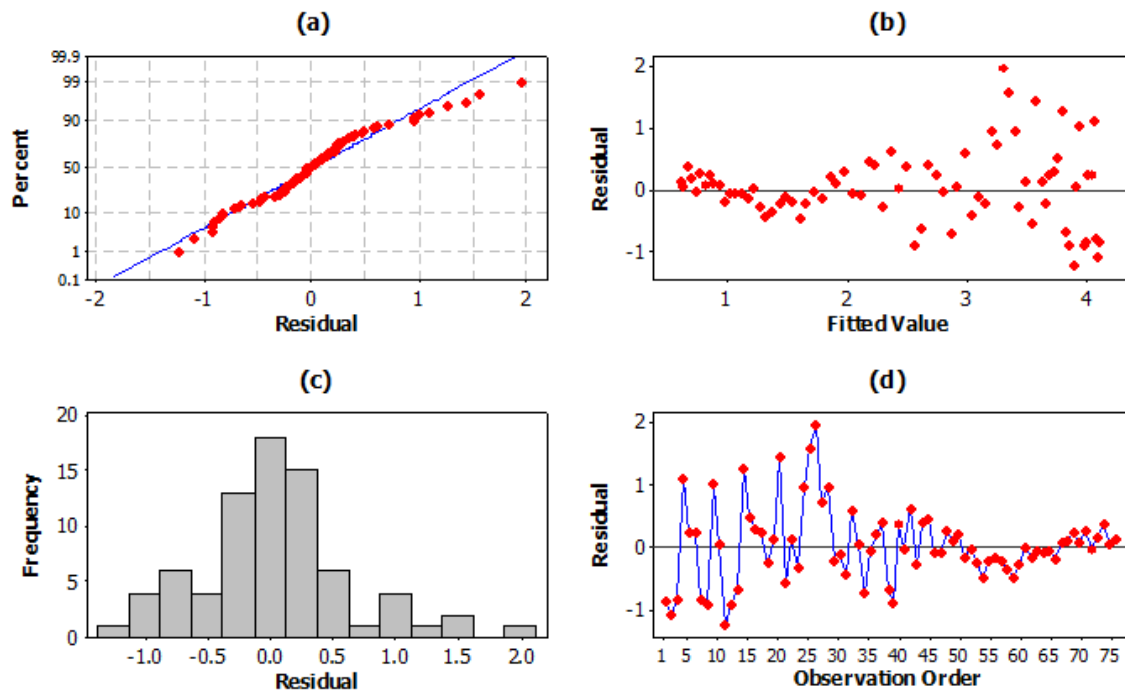 (a)
99.9
99
90
50
10
1
0.1
Percent
-2 -1 0 1 2
Residual
(b)
2
1
0
-1
Residual
1 2 3 4
Fitted Value
(c)
20
15
10
5
0
Frequency
-1.0 -0.5 0.0 0.5 1.0 1.5 2.0
Residual
(d)
2
1
0
-1
Residual
1 5 10 15 20 25 30 35 40 45 50 55 60 65 70 75
Observation Order